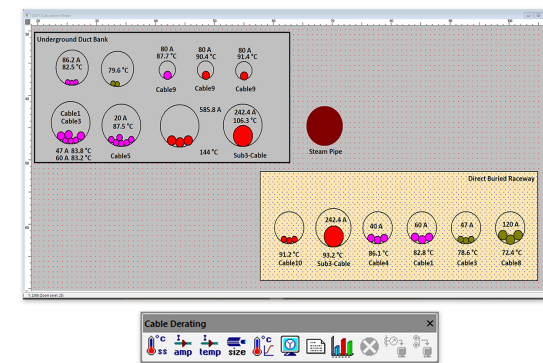 Underground Duct Bank
86.2 A
82.5 °C
79.6 °C
80 A
87.7 °C
80 A
90.4 °C
80 A
91.4 °C
Cable9
Cable9
Cable9
Cable1
Cable3
47 A 83.8 °C
60 A 83.2 °C
20 A
87.5 °C
Cable5
585.8 A
144 °C
242.4 A
106.3 °C
Sub3-Cable
Steam Pipe
Direct Buried Raceway
91.2 °C
Cable10
242.4 A
93.2 °C
Sub3-Cable
40 A
86.1 °C
Cable4
60 A
82.8 °C
Cable1
47 A
78.6 °C
Cable3
120 A
72.4 °C
Cable8
Cable Derating
×
°C
ss
amp
temp
size
°C